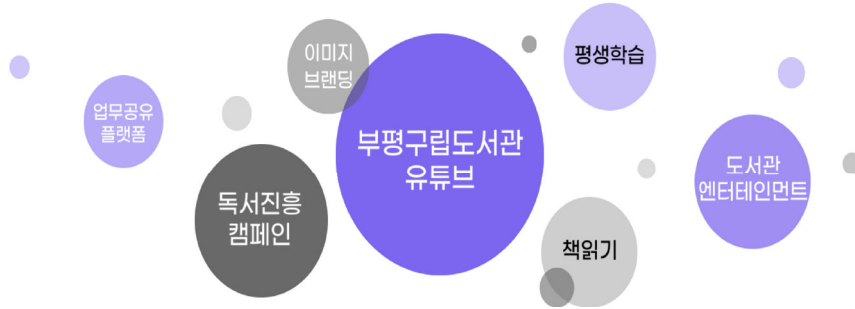 업무공유
플랫폼
이미지
브랜딩
독서진흥
캠페인
부평구립도서관
유튜브
평생학습
책읽기
도서관
엔터테인먼트